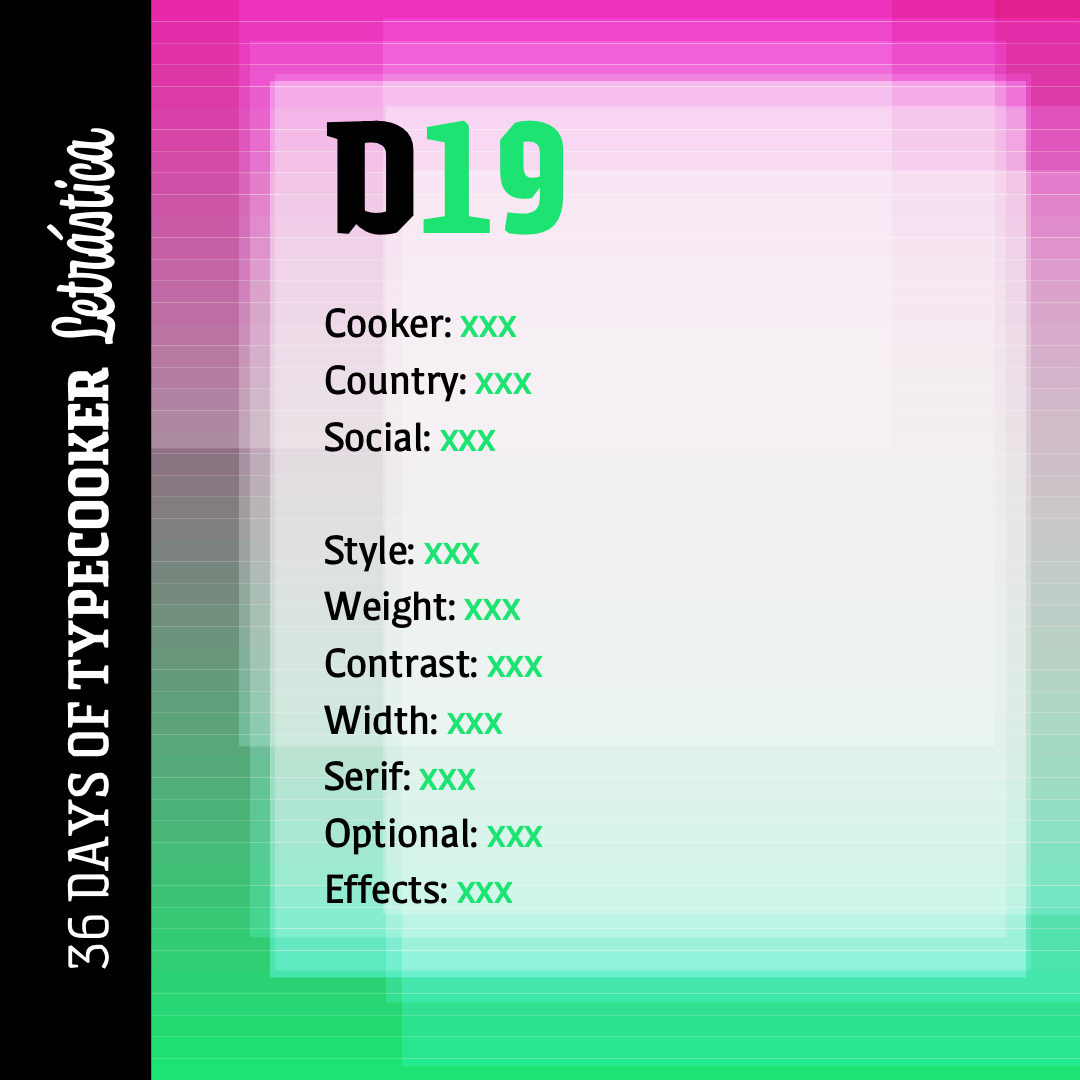 36 DAYS OF TYPECOOKER Letrástica
D19
Cooker: xxx
Country: xxx
Social: xxx
Style: xxx
Weight: xxx
Contrast: xxx
Width: xxx
Serif: xxx
Optional: xxx
Effects: xxx